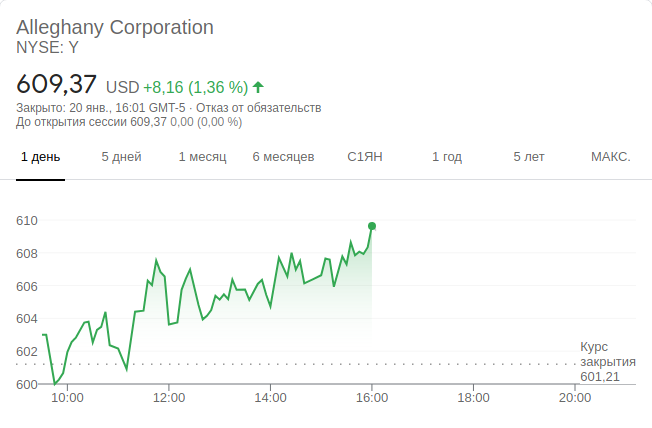 Alleghany Corporation
NYSE: Y
609,37 USD +8,16 (1,36 %)
Закрыто: 20 янв., 16:01 GMT-5 · Отказ от обязательств
До открытия сессии 609,37 0,00 (0,00 %)
1 день 5 дней 1 месяц 6 месяцев С1ЯН 1 год 5 лет МАКС.
610
608
606
604
602
600
Курс
закрытия
601,21
10:00 12:00 14:00 16:00 18:00 20:00